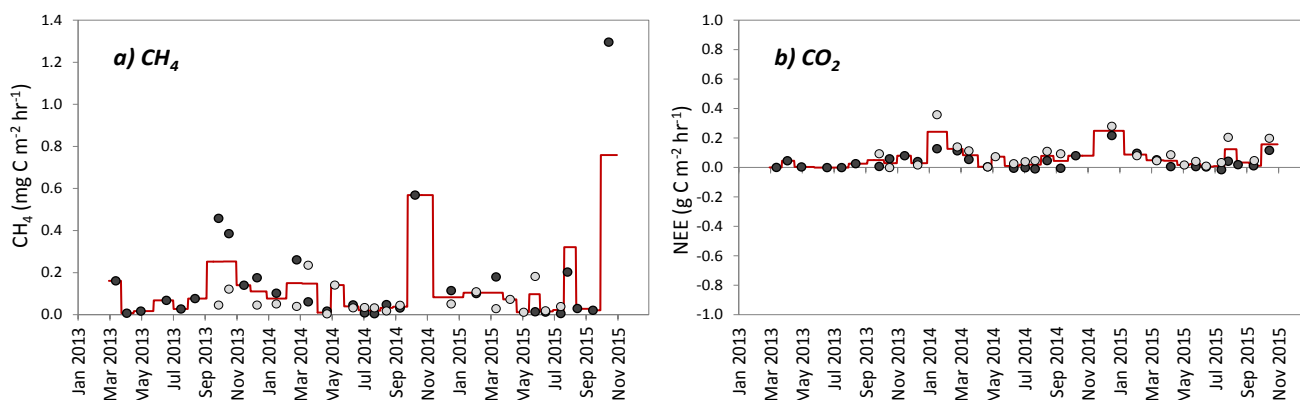 a) CH4
CH4 (mg C m-2 hr-1)
1.4
1.2
1.0
0.8
0.6
0.4
0.2
0.0
Jan 2013
Mar 2013
May 2013
Jul 2013
Sep 2013
Nov 2013
Jan 2014
Mar 2014
May 2014
Jul 2014
Sep 2014
Nov 2014
Jan 2015
Mar 2015
May 2015
Jul 2015
Sep 2015
Nov 2015
b) CO2
NEE (g C m-2 hr-1)
1.0
0.8
0.6
0.4
0.2
0.0
-0.2
-0.4
-0.6
-0.8
-1.0
Jan 2013
Mar 2013
May 2013
Jul 2013
Sep 2013
Nov 2013
Jan 2014
Mar 2014
May 2014
Jul 2014
Sep 2014
Nov 2014
Jan 2015
Mar 2015
May 2015
Jul 2015
Sep 2015
Nov 2015